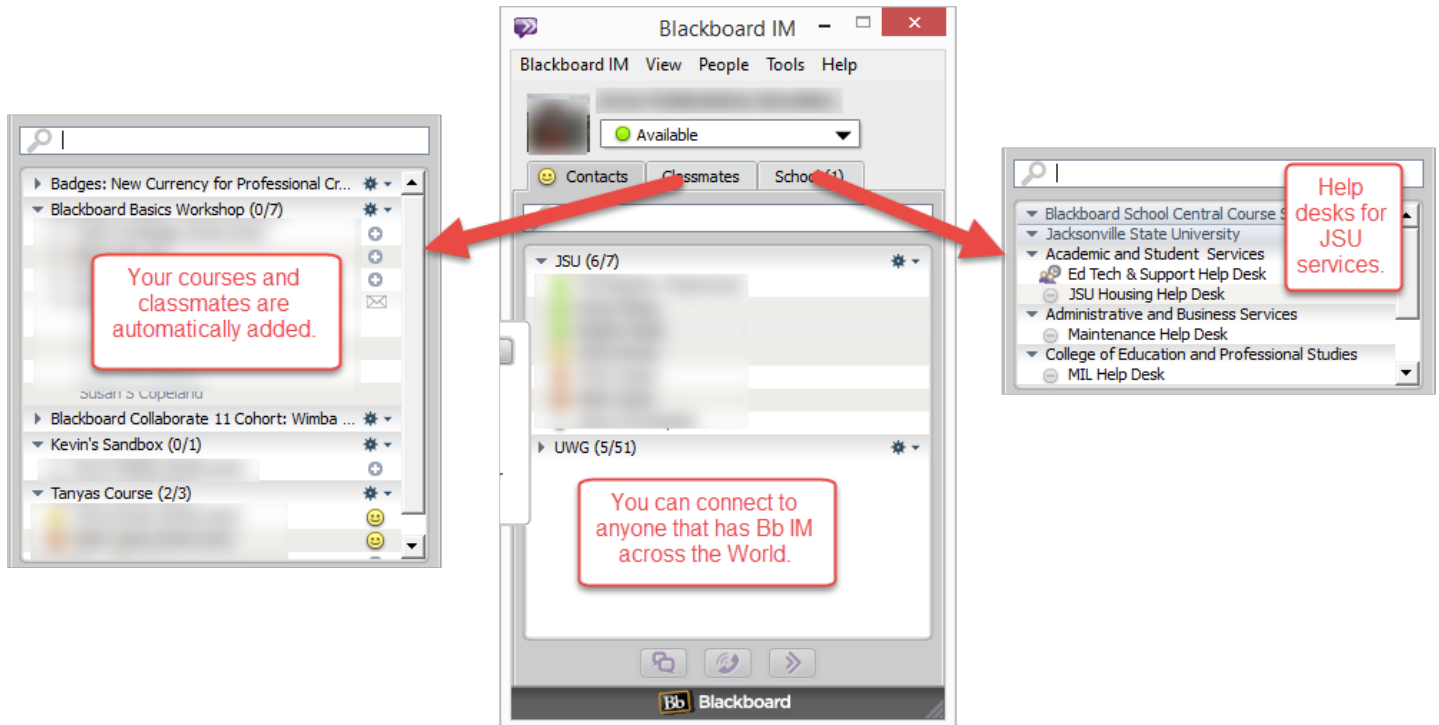 Blackboard IM
Blackboard IM View People Tools Help
Available
Contacts Classmates School (1)
JSU (6/7)
UWG (5/51)
You can connect to
anyone that has Bb IM
across the World.
Bb Blackboard
Badges: New Currency for Professional Cr...
Blackboard Basics Workshop (0/7)
Your courses and
classmates are
automatically added.
Susan S Copeland
Blackboard Collaborate 11 Cohort: Wimba ...
Kevin's Sandbox (0/1)
Tanyas Course (2/3)
Help
desks for
JSU
services.
Blackboard School Central Course S
Jacksonville State University
Academic and Student Services
Ed Tech & Support Help Desk
JSU Housing Help Desk
Administrative and Business Services
Maintenance Help Desk
College of Education and Professional Studies
MIL Help Desk